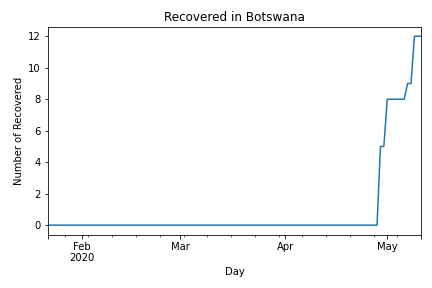 Recovered in Botswana
Number of Recovered
12
10
8
6
4
2
0
Feb
2020
Mar
Apr
May
Day